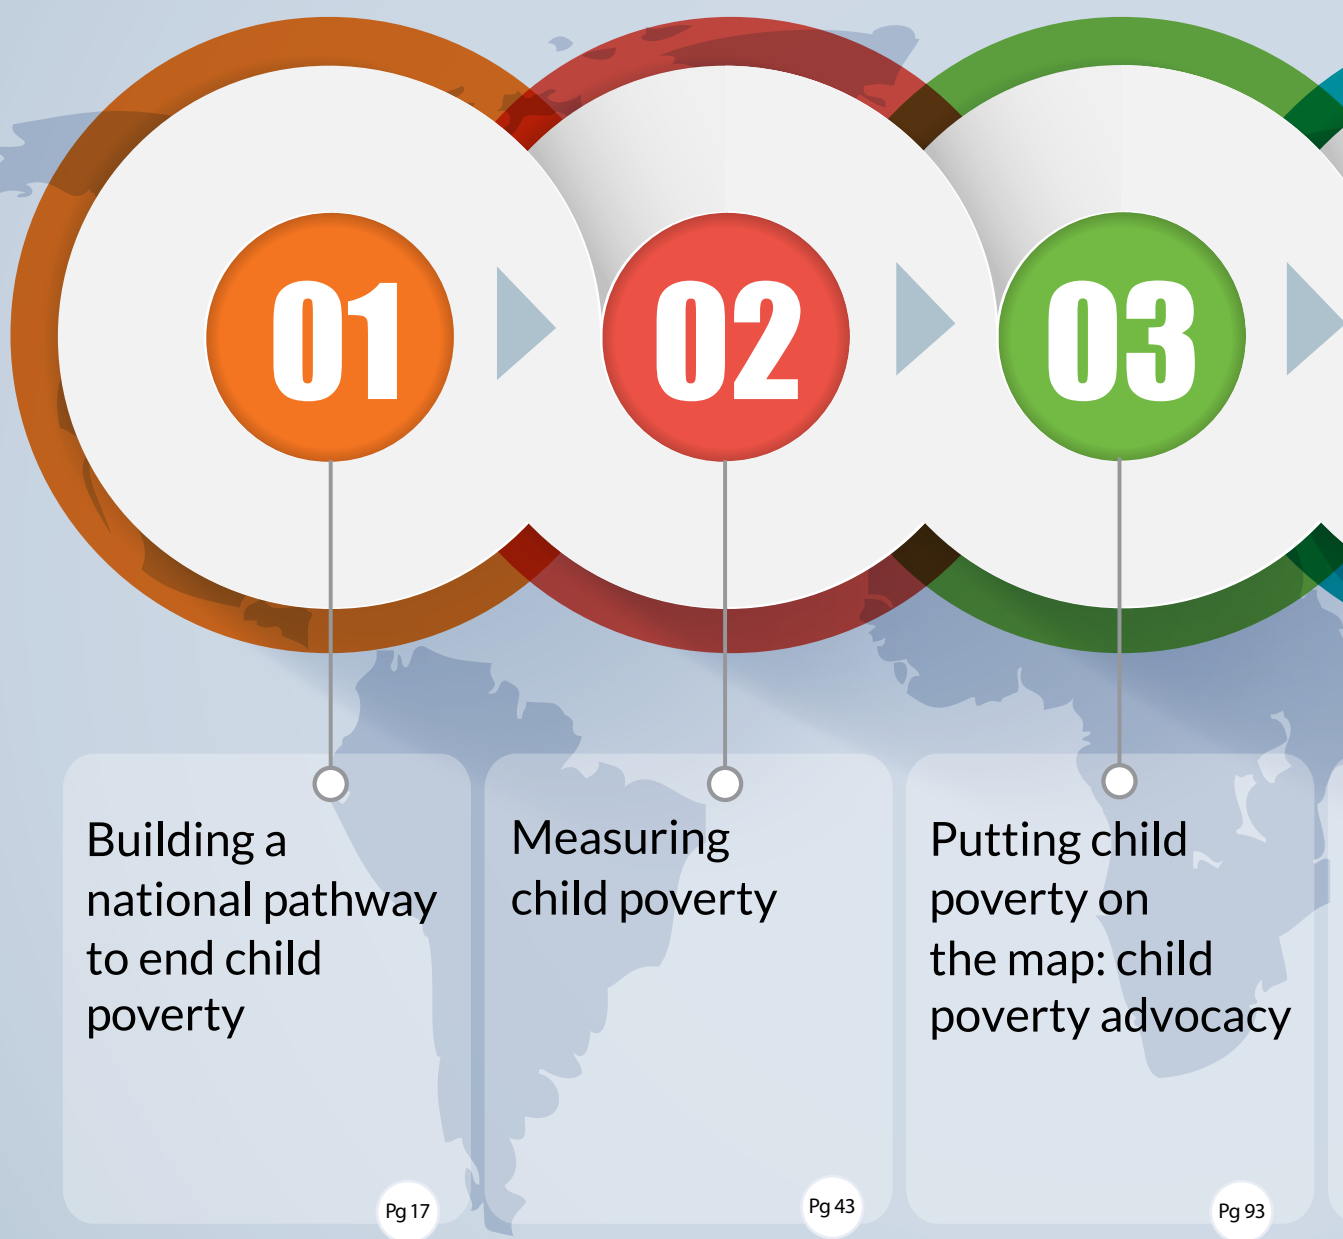 01
02
03
Building a
national pathway
to end child
poverty
Pg 17
Measuring
child poverty
Pg 43
Putting child
poverty on
the map: child
poverty advocacy
Pg 93